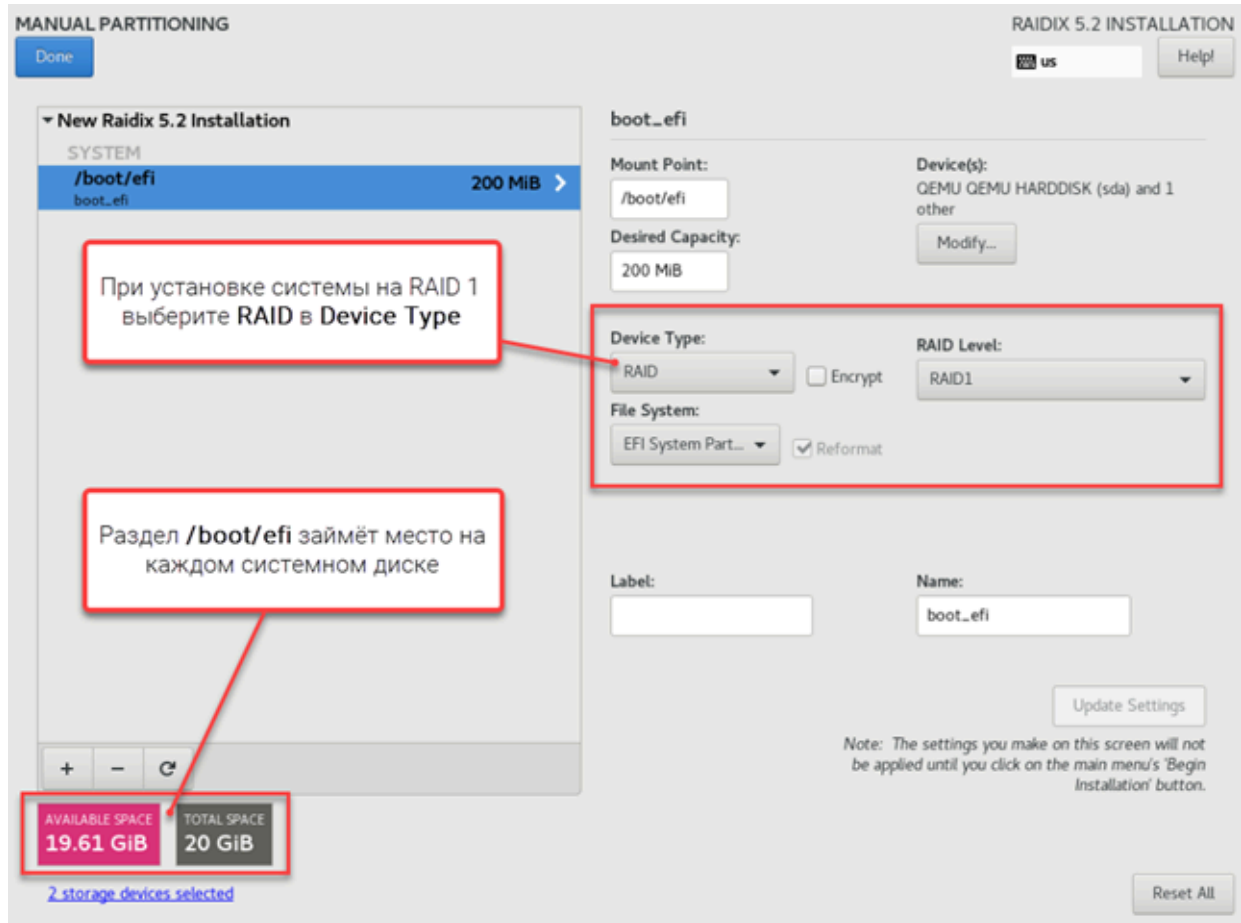 MANUAL PARTITIONING
RAIDIX 5.2 INSTALLATION
Done
us
Help!
New Raidix 5.2 Installation
SYSTEM
/boot/efi
200 MiB
boot_efi
При установке системы на RAID 1
выберите RAID в Device Type
Раздел /boot/efi займёт место на
каждом системном диске
+ −
AVAILABLE SPACE
19.61 GiB
TOTAL SPACE
20 GiB
2 storage devices selected
boot_efi
Mount Point:
/boot/efi
Device(s):
QEMU QEMU HARDDISK (sda) and 1
other
Desired Capacity:
200 MiB
Modify...
Device Type:
RAID
Encrypt
RAID Level:
RAID1
File System:
EFI System Part...
Reformat
Label:
Name:
boot_efi
Update Settings
Note: The settings you make on this screen will not
be applied until you click on the main menu's 'Begin
Installation' button.
Reset All